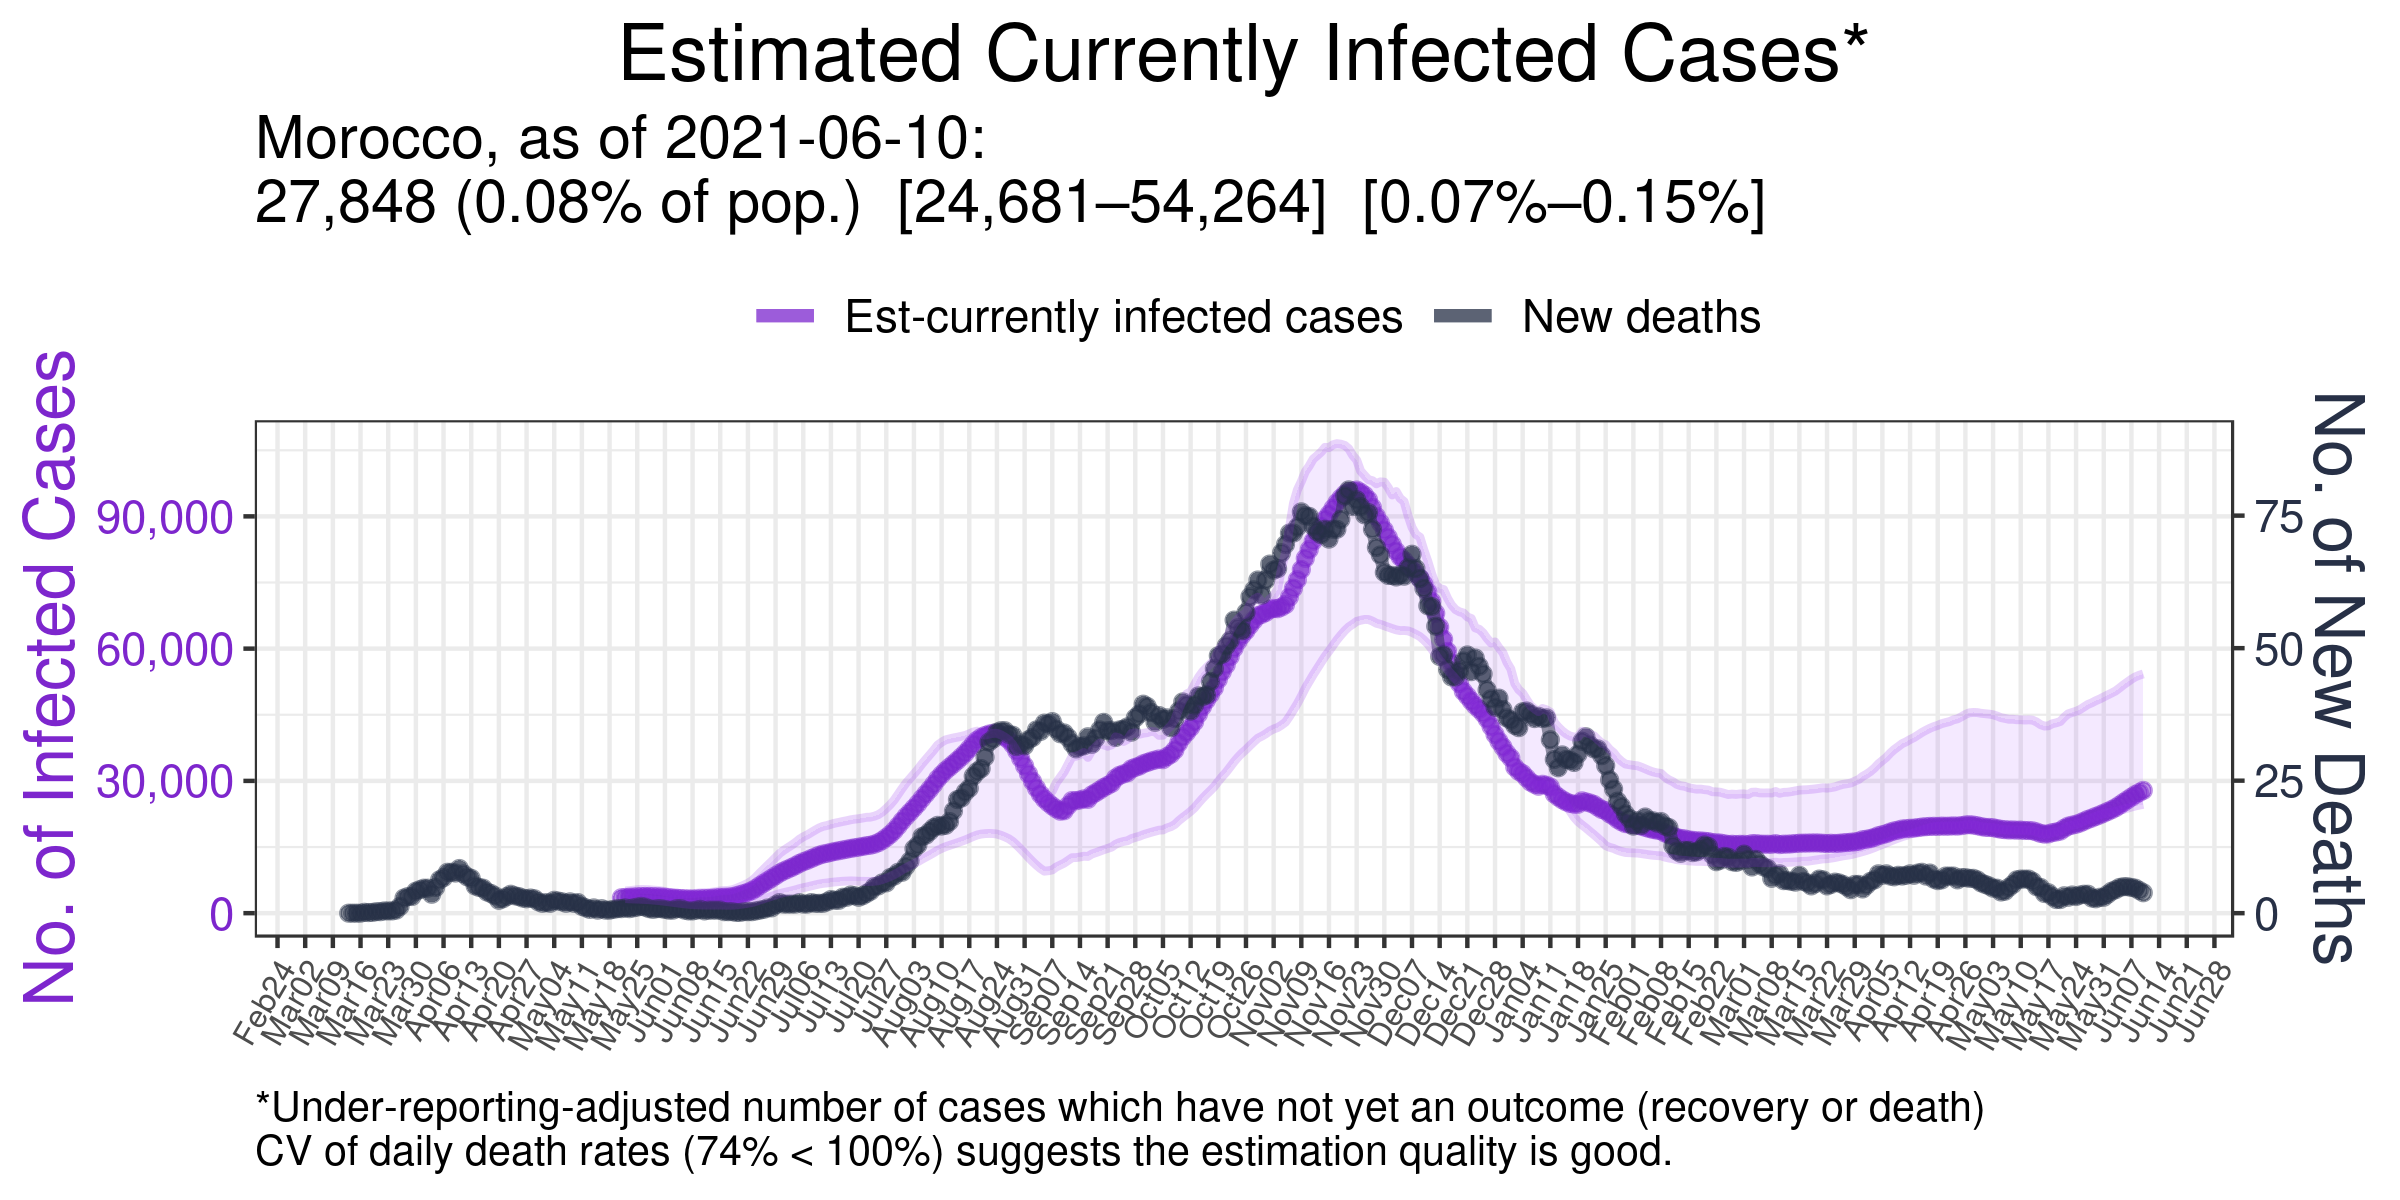 Estimated Currently Infected Cases*
Morocco, as of 2021-06-10:
27,848 (0.08% of pop.) [24,681–54,264] [0.07%–0.15%]
Est-currently infected cases
New deaths
No. of Infected Cases
90,000
60,000
30,000
0
75
50
25
0
No. of New Deaths
Feb24
Mar02
Mar09
Mar16
Mar23
Mar30
Apr06
Apr13
Apr20
Apr27
May04
May11
May18
May25
Jun01
Jun08
Jun15
Jun22
Jun29
Jul06
Jul13
Jul20
Jul27
Aug03
Aug10
Aug17
Aug24
Aug31
Sep07
Sep14
Sep21
Sep28
Oct05
Oct12
Oct19
Oct26
Nov02
Nov09
Nov16
Nov23
Nov30
Dec07
Dec14
Dec21
Dec28
Jan04
Jan11
Jan18
Jan25
Feb01
Feb08
Feb15
Feb22
Mar01
Mar08
Mar15
Mar22
Mar29
Apr05
Apr12
Apr19
Apr26
May03
May10
May17
May24
May31
Jun07
Jun14
Jun21
Jun28
*Under-reporting-adjusted number of cases which have not yet an outcome (recovery or death)
CV of daily death rates (74% < 100%) suggests the estimation quality is good.